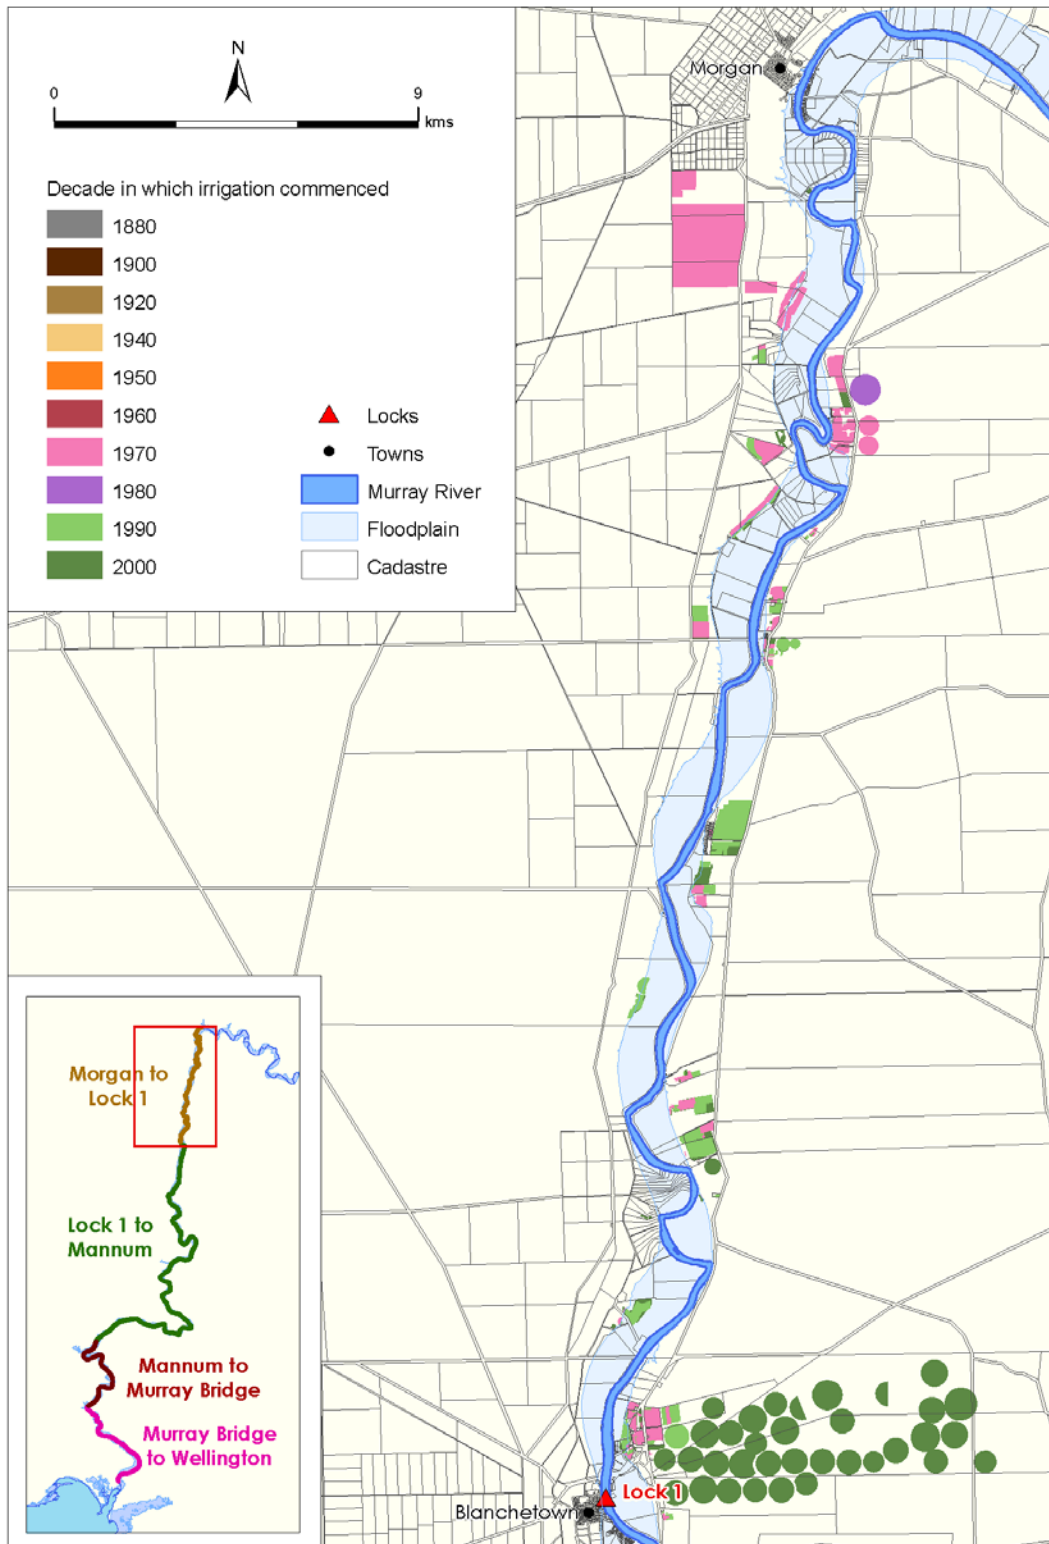 N
0 9
kms
Decade in which irrigation commenced
1880
1900
1920
1940
1950
1960
1970
1980
1990
2000
Locks
Towns
Murray River
Floodplain
Cadastre
Morgan
Lock 1
Blanchetown
Morgan to
Lock 1
Lock 1 to
Mannum
Mannum to
Murray Bridge
Murray Bridge
to Wellington